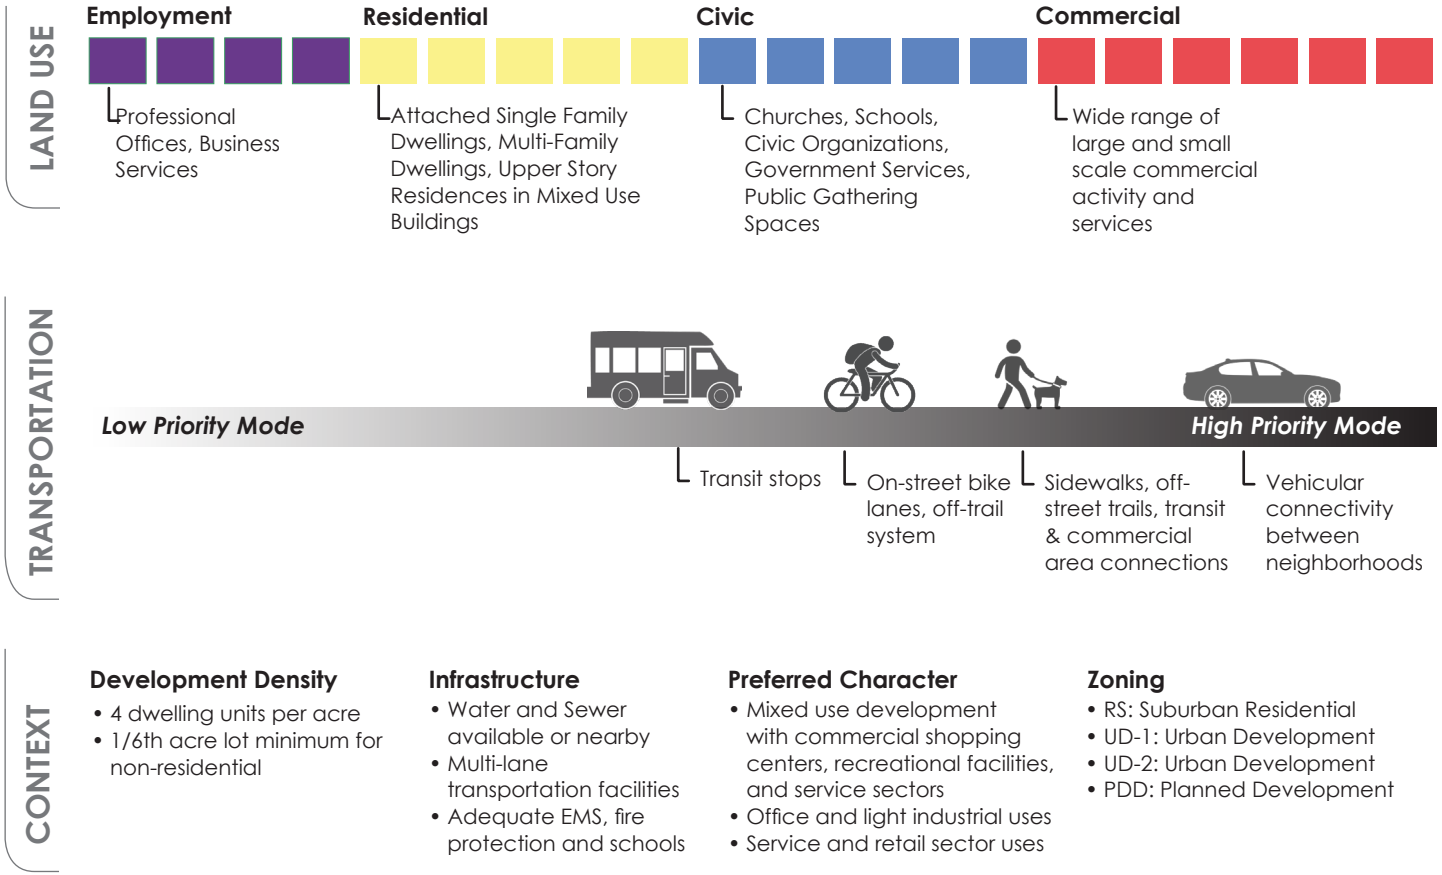 LAND USE
Employment
Professional
Offices, Business
Services
Residential
Attached Single Family
Dwellings, Multi-Family
Dwellings, Upper Story
Residences in Mixed Use
Buildings
Civic
Churches, Schools,
Civic Organizations,
Government Services,
Public Gathering
Spaces
Commercial
Wide range of
large and small
scale commercial
activity and
services
TRANSPORTATION
Low Priority Mode
High Priority Mode
Transit stops
On-street bike
lanes, off-trail
system
Sidewalks, off-
street trails, transit
& commercial
area connections
Vehicular
connectivity
between
neighborhoods
CONTEXT
Development Density
• 4 dwelling units per acre
• 1/6th acre lot minimum for
non-residential
Infrastructure
• Water and Sewer
available or nearby
• Multi-lane
transportation facilities
• Adequate EMS, fire
protection and schools
Preferred Character
• Mixed use development
with commercial shopping
centers, recreational facilities,
and service sectors
• Office and light industrial uses
• Service and retail sector uses
Zoning
• RS: Suburban Residential
• UD-1: Urban Development
• UD-2: Urban Development
• PDD: Planned Development